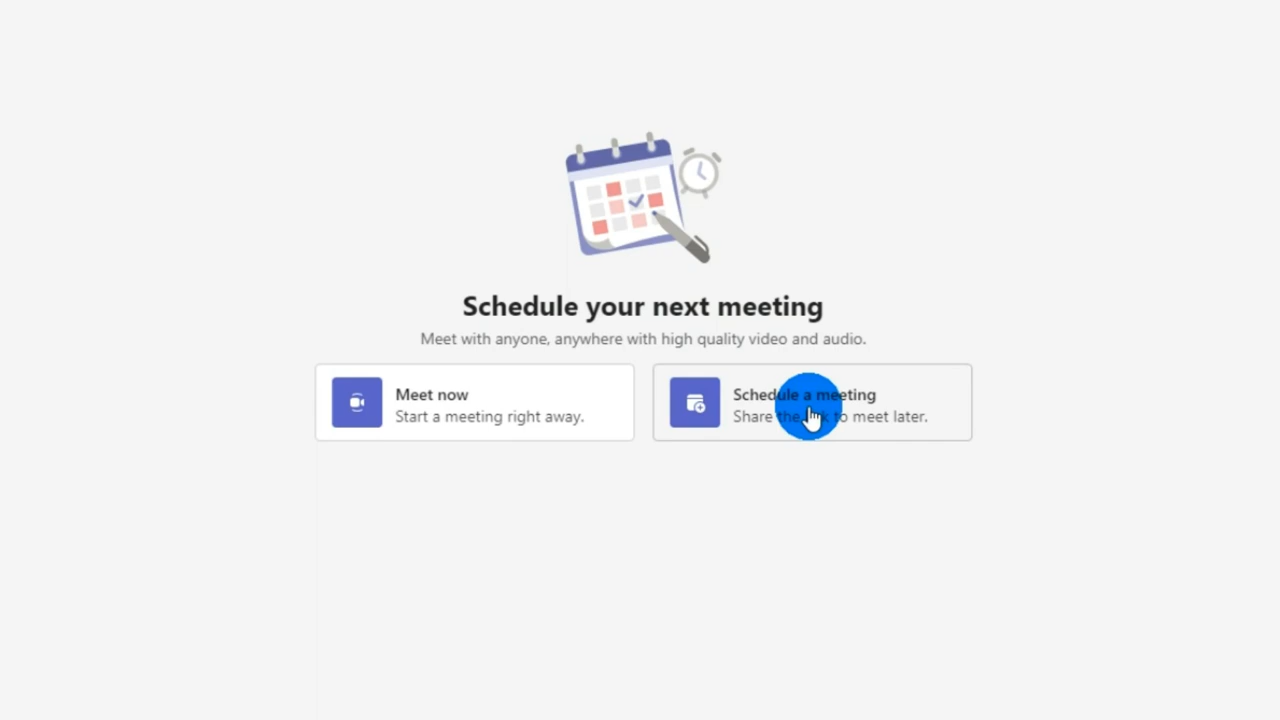 Schedule your next meeting
Meet with anyone, anywhere with high quality video and audio.
Meet now
Start a meeting right away.
Schedule a meeting
Share the to meet later.